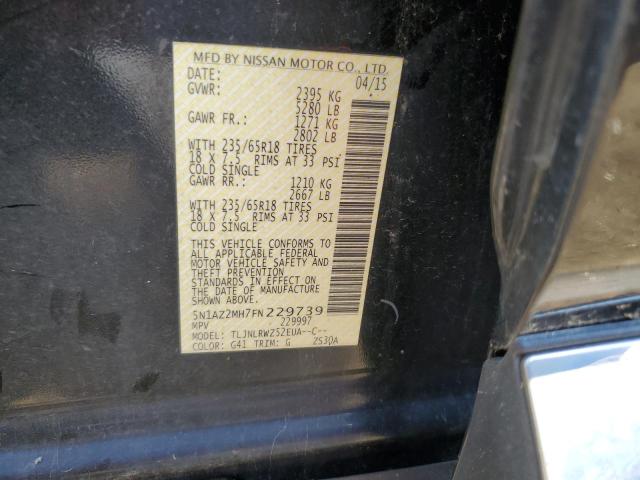 MFD BY NISSAN MOTOR CO., LTD.
DATE: 04/15
GVWR: 2395 KG
5280 LB
GAWR FR.: 1271 KG
2802 LB
WITH 235/65R18 TIRES
18 X 7.5 RIMS AT 33 PSI
COLD SINGLE
GAWR RR.: 1210 KG
2667 LB
WITH 235/65R18 TIRES
18 X 7.5 RIMS AT 33 PSI
COLD SINGLE
THIS VEHICLE CONFORMS TO
ALL APPLICABLE FEDERAL
MOTOR VEHICLE SAFETY AND
THEFT PREVENTION
STANDARDS IN EFFECT ON
THE DATE OF MANUFACTURE
SHOWN ABOVE.
5N1AZ2MH7FN229739
MPV 229997
MODEL: TLJNLRWZ52EUA--C--
COLOR: G41 TRIM: G ZS3QA